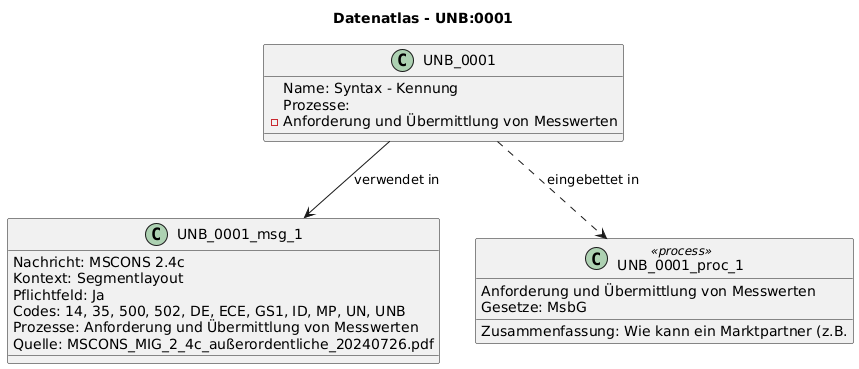 Datenatlas - UNB:0001
C UNB_0001
Name: Syntax - Kennung
Prozesse:
Anforderung und Übermittlung von Messwerten
verwendet in
eingebettet in
C UNB_0001_msg_1
Nachricht: MSCONS 2.4c
Kontext: Segmentlayout
Pflichtfeld: Ja
Codes: 14, 35, 500, 502, DE, ECE, GS1, ID, MP, UN, UNB
Prozesse: Anforderung und Übermittlung von Messwerten
Quelle: MSCONS_MIG_2_4c_außerordentliche_20240726.pdf
«process»
C UNB_0001_proc_1
Anforderung und Übermittlung von Messwerten
Gesetze: MsbG
Zusammenfassung: Wie kann ein Marktpartner (z.B.